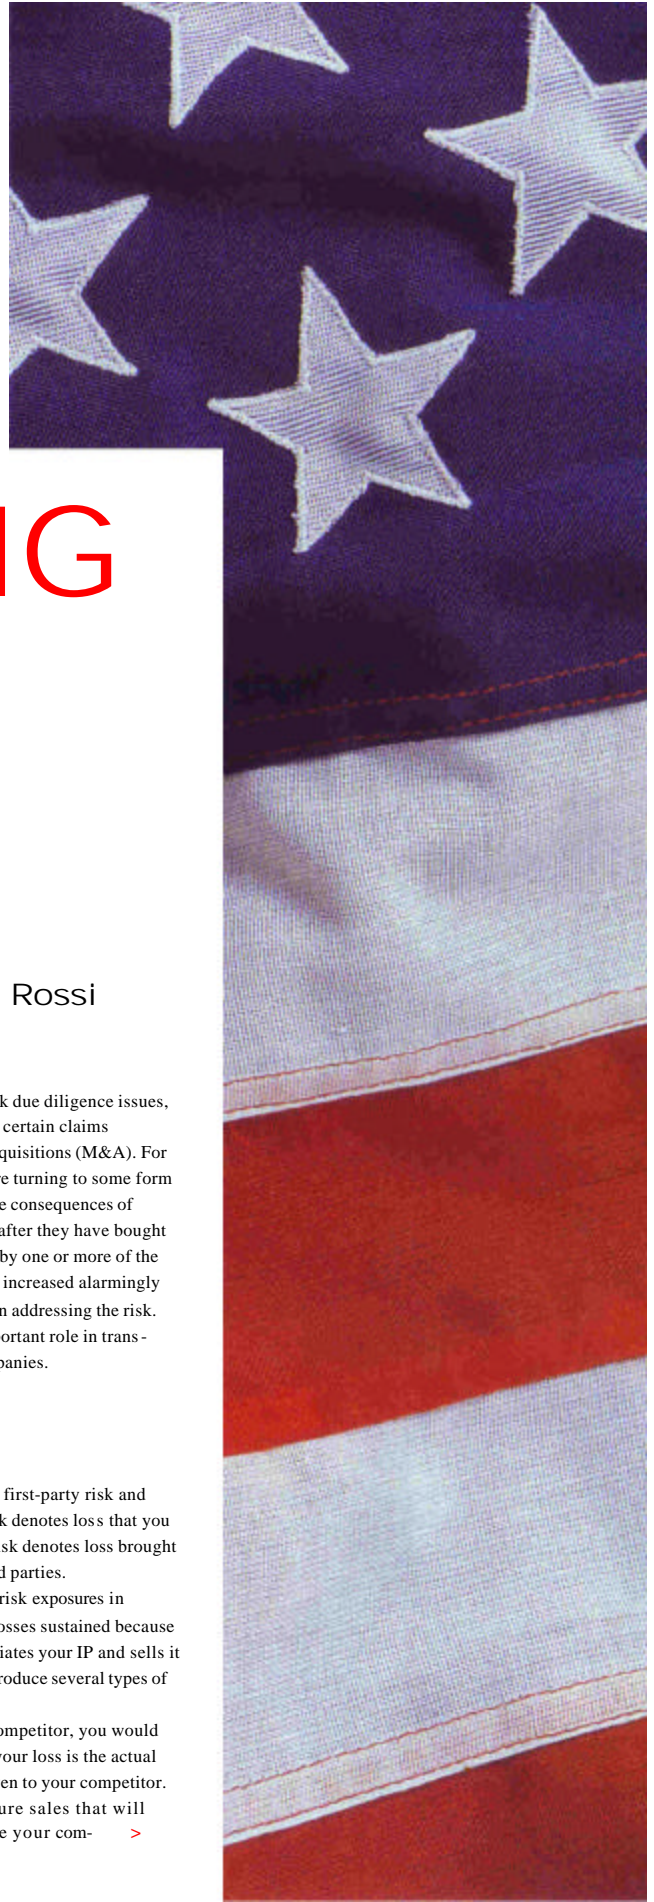 NG
Rossi
k due diligence issues,
certain claims
quisitions (M&A). For
e turning to some form
e consequences of
after they have bought
by one or more of the
increased alarmingly
n addressing the risk.
portant role in trans-
panies.
first-party risk and
k denotes loss that you
sk denotes loss brought
d parties.
risk exposures in
osses sustained because
iates your IP and sells it
roduce several types of
ompetitor, you would
your loss is the actual
en to your competitor.
ure sales that will
e your com- >